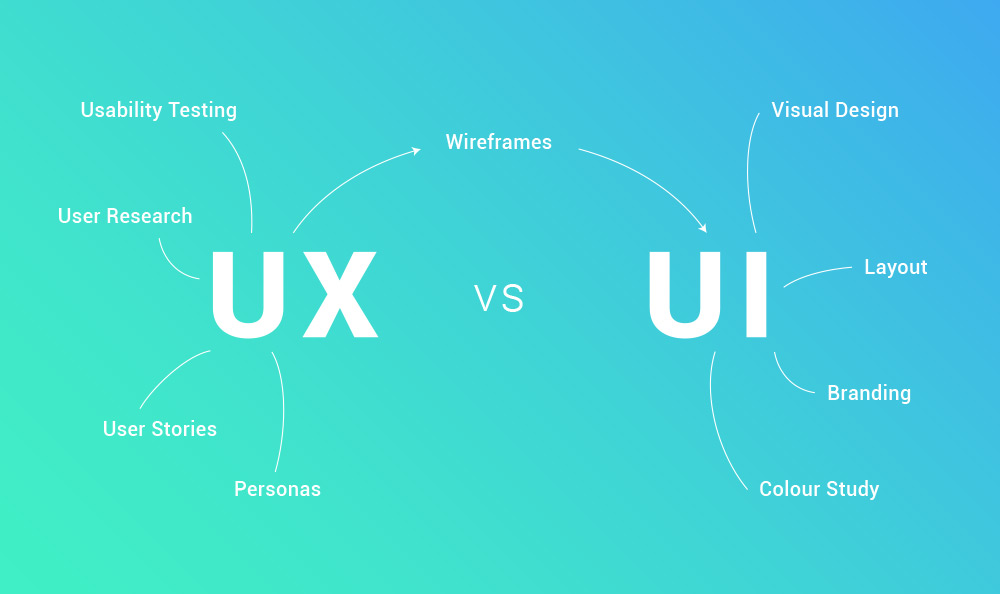 Usability Testing
User Research
UX
User Stories
Personas
Wireframes
vs
UI
Visual Design
Layout
Branding
Colour Study